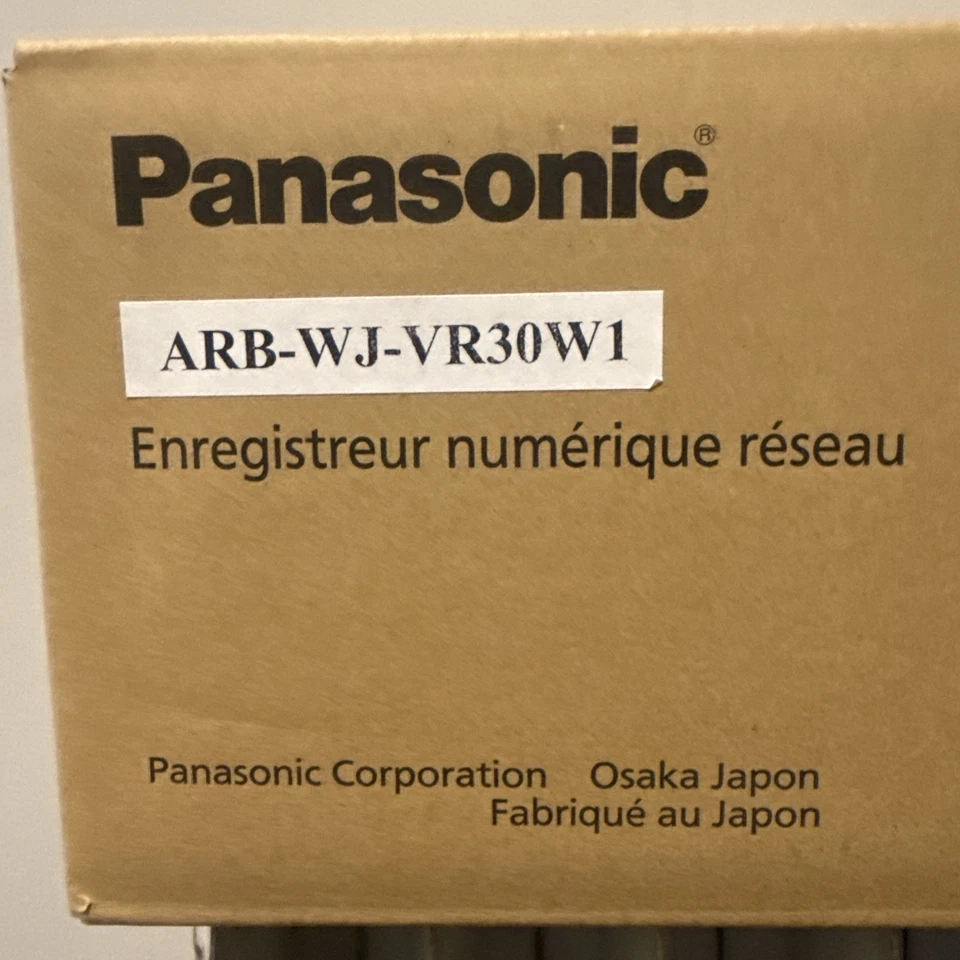 Panasonic®
ARB-WJ-VR30W1
Enregistreur numérique réseau
Panasonic Corporation Osaka Japon
Fabriqué au Japon